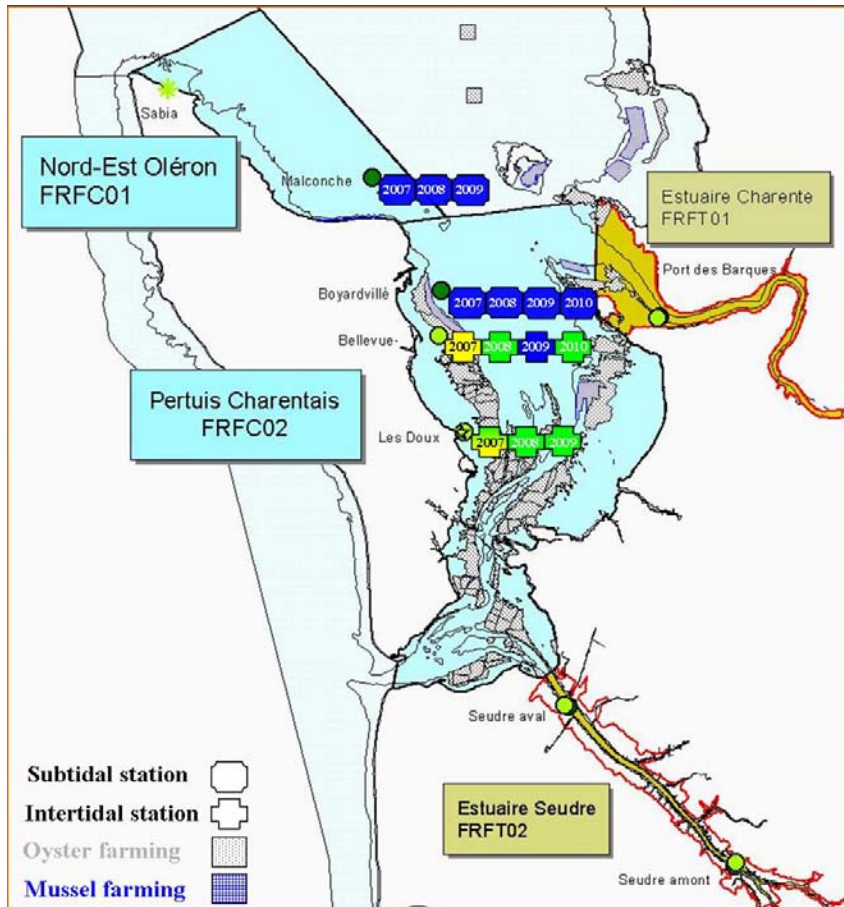 Sabia
Nord-Est Oléron
FRFC01
Malconche
2007 2008 2009
Estuaire Charente
FRFT01
Port des Barques
Boyardvillé
2007 2008 2009 2010
Bellevue-
2007 2008 2009 2010
Pertuis Charentais
FRFC02
Les Doux
2007 2008 2009
Seudre aval
Subtidal station
Intertidal station
Oyster farming
Mussel farming
Estuaire Seudre
FRFT02
Seudre amont